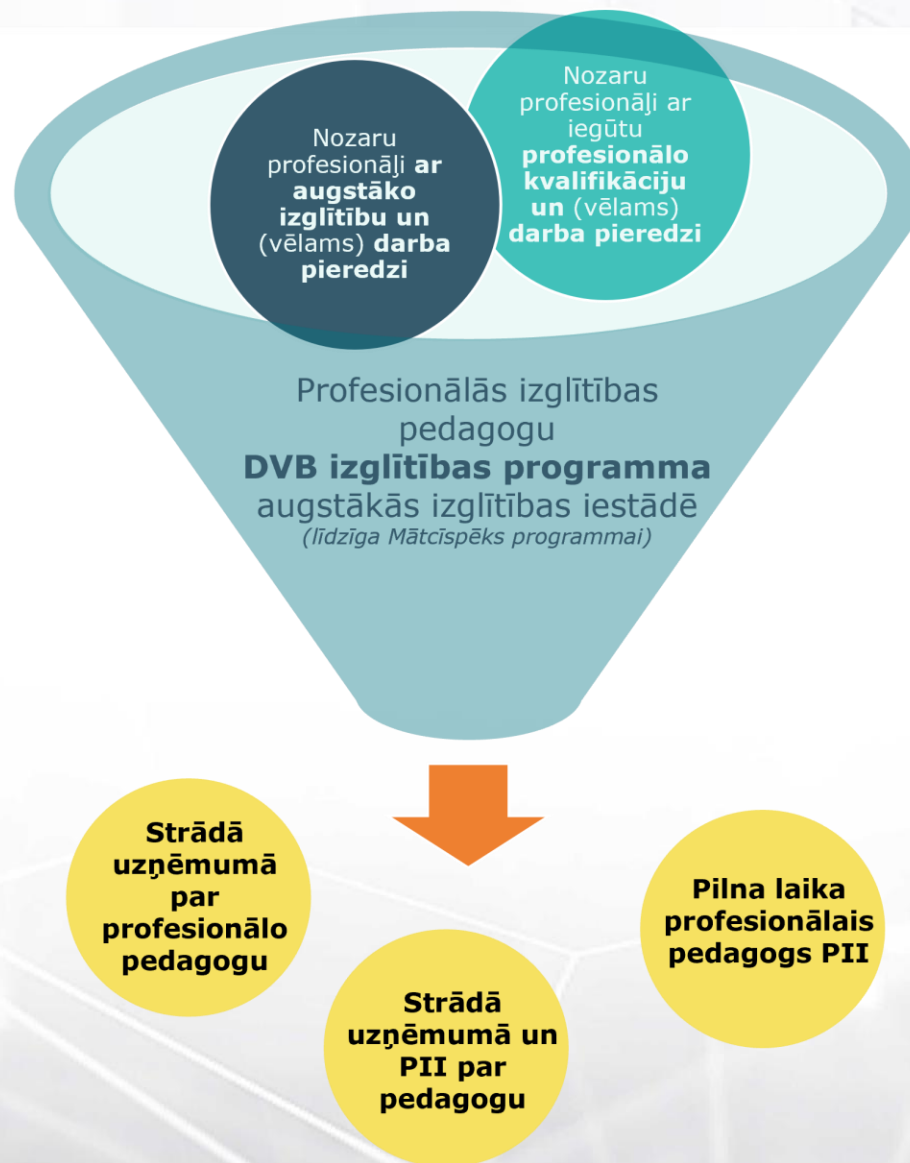 Nozaru
profesionāļi ar
augstāko
izglītību un
(vēlams) darba
pieredzi
Nozaru
profesionāļi ar
iegūtu
profesionālo
kvalifikāciju
un (vēlams)
darba pieredzi
Profesionālās izglītības
pedagogu
DVB izglītības programma
augstākās izglītības iestādē
(līdzīga Mātcīspēks programmai)
Strādā
uzņēmumā
par
profesionālo
pedagogu
Strādā
uzņēmumā un
PII par
pedagogu
Pilna laika
profesionālais
pedagogs PII